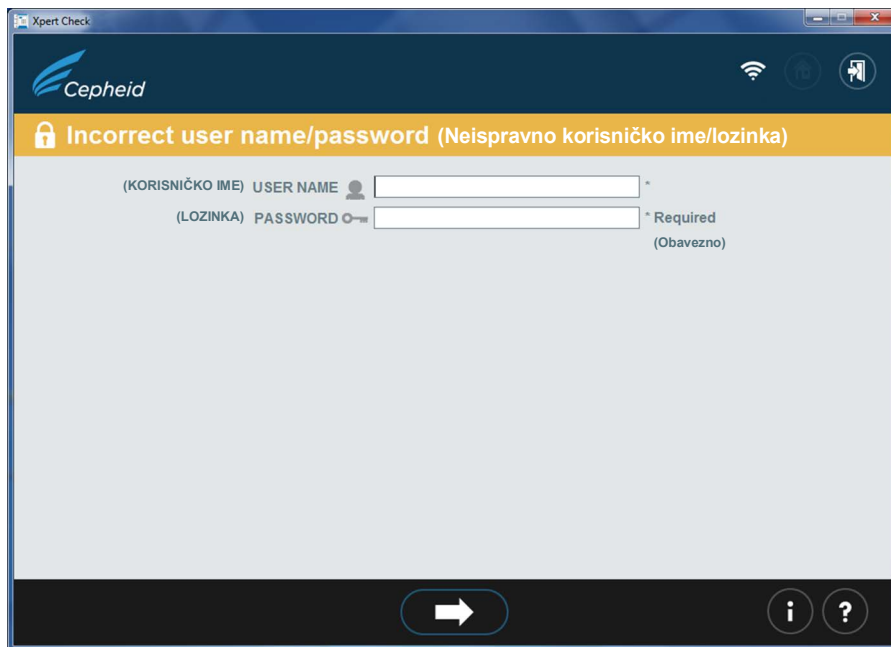 Xpert Check
Cepheid
Incorrect user name/password (Neispravno korisničko ime/lozinka)
(KORISNIČKO IME) USER NAME *
(LOZINKA) PASSWORD * Required
(Obavezno)
i ?